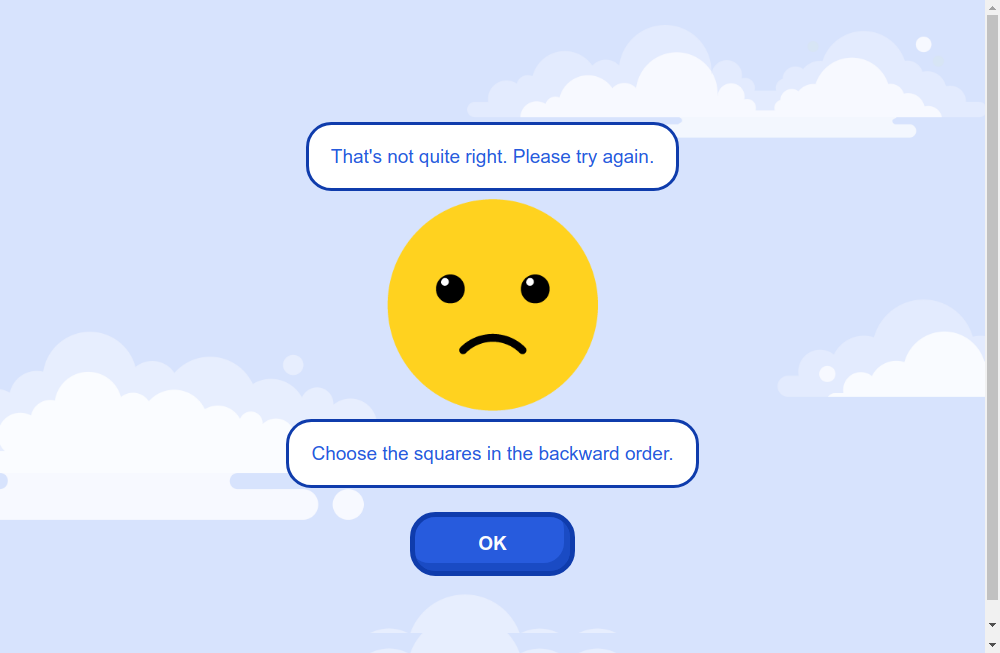 That's not quite right. Please try again.
Choose the squares in the backward order.
OK